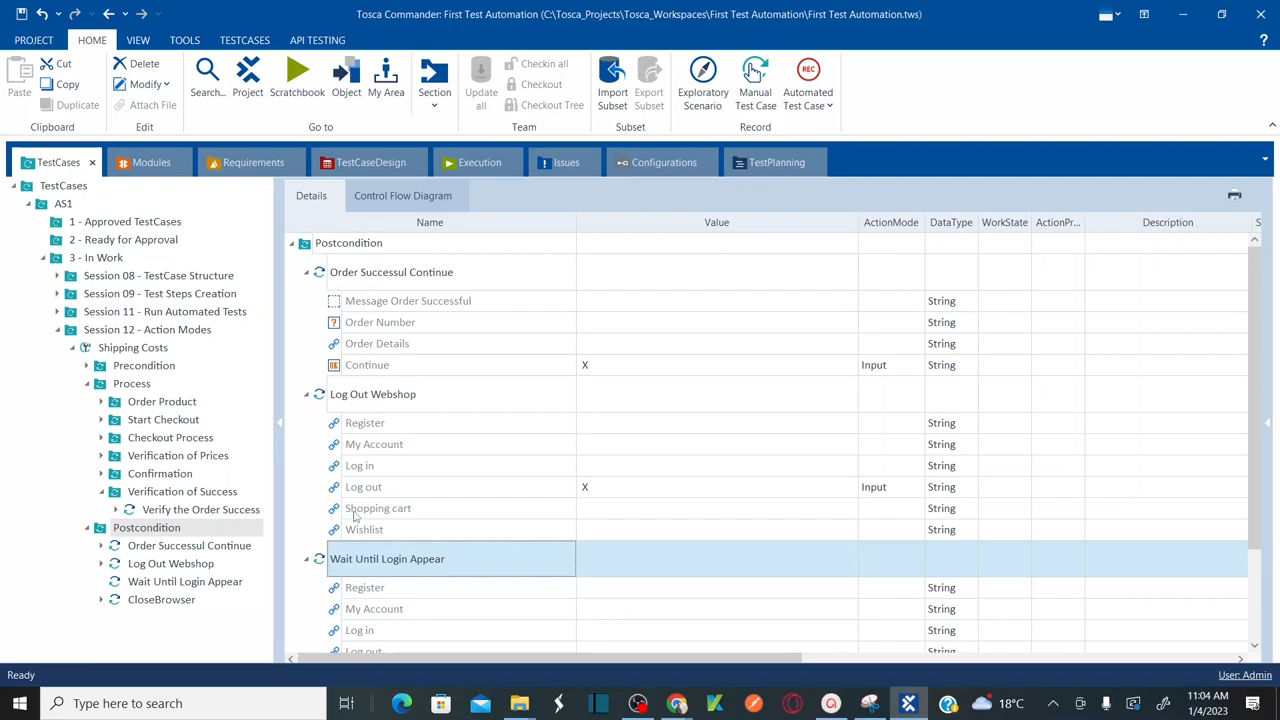 Tosca Commander: First Test Automation (C:\Tosca_Projects\Tosca_Workspaces\First Test Automation\First Test Automation.tws)
PROJECT HOME VIEW TOOLS TESTCASES API TESTING
?
Paste Cut Copy Duplicate
Clipboard
Delete Modify Attach File
Edit
Search... Project Scratchbook Object My Area
Go to
Section
Update all Checkin all Checkout Checkout Tree
Team
Import Subset Export Subset
Subset
Exploratory Scenario Manual Test Case REC Automated Test Case
Record
TestCases Modules Requirements TestCaseDesign Execution Issues Configurations TestPlanning
TestCases
AS1
1 - Approved TestCases
2 - Ready for Approval
3 - In Work
Session 08 - TestCase Structure
Session 09 - Test Steps Creation
Session 11 - Run Automated Tests
Session 12 - Action Modes
Shipping Costs
Precondition
Process
Order Product
Start Checkout
Checkout Process
Verification of Prices
Confirmation
Verification of Success
Verify the Order Success
Postcondition
Order Successul Continue
Log Out Webshop
Wait Until Login Appear
CloseBrowser
Details Control Flow Diagram
Name Value ActionMode DataType WorkState ActionPr... Description S
Postcondition
Order Successul Continue
Message Order Successful String
? Order Number String
Order Details String
OK Continue X Input String
Log Out Webshop
Register String
My Account String
Log in String
Log out X Input String
Shopping cart String
Wishlist String
Wait Until Login Appear
Register String
My Account String
Log in String
Log out String
Ready User: Admin
Type here to search
18°C
11:04 AM
1/4/2023